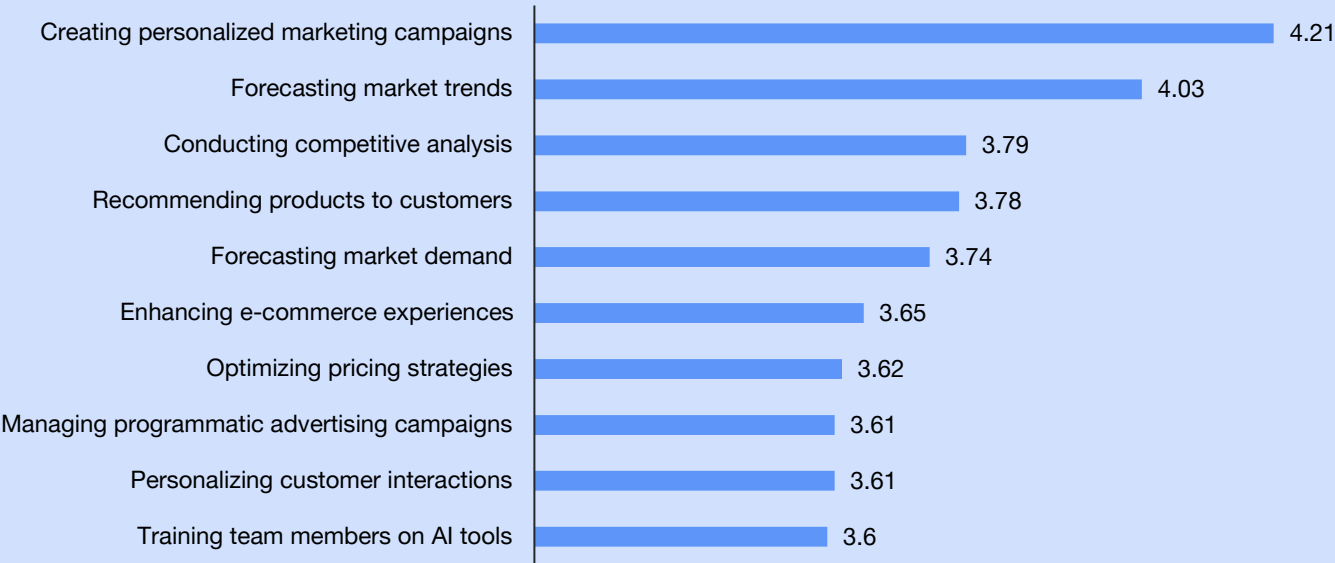 Creating personalized marketing campaigns 4.21
Forecasting market trends 4.03
Conducting competitive analysis 3.79
Recommending products to customers 3.78
Forecasting market demand 3.74
Enhancing e-commerce experiences 3.65
Optimizing pricing strategies 3.62
Managing programmatic advertising campaigns 3.61
Personalizing customer interactions 3.61
Training team members on AI tools 3.6